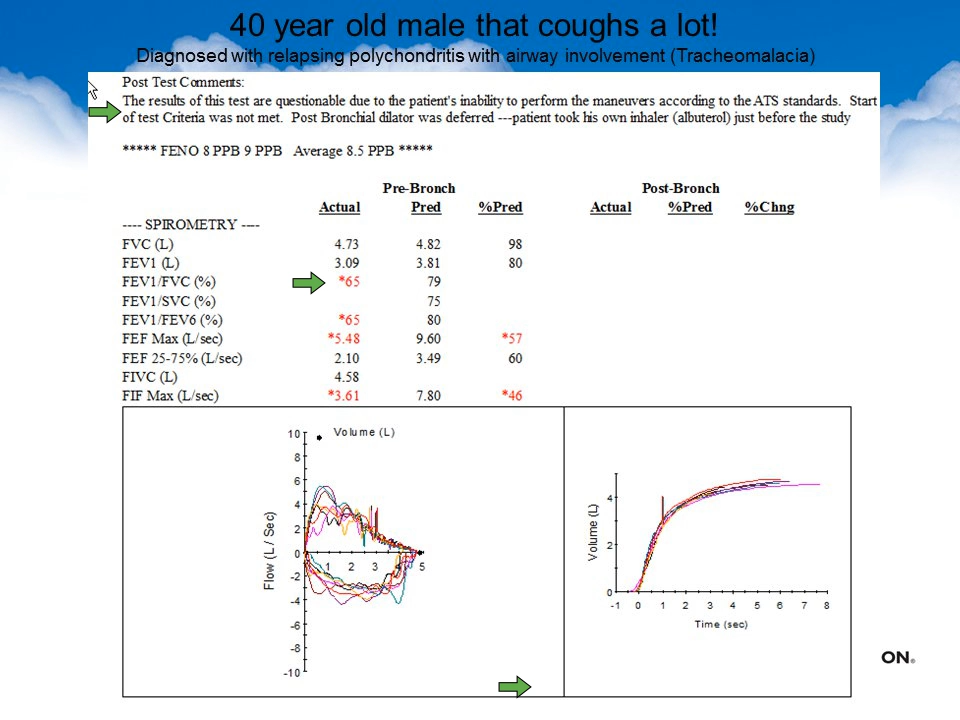 40 year old male that coughs a lot!
Diagnosed with relapsing polychondritis with airway involvement (Tracheomalacia)
Post Test Comments:
The results of this test are questionable due to the patient's inability to perform the maneuvers according to the ATS standards. Start
of test Criteria was not met. Post Bronchial dilator was deferred ---patient took his own inhaler (albuterol) just before the study
***** FENO 8 PPB 9 PPB Average 8.5 PPB *****
Pre-Bronch Post-Bronch
Actual Pred %Pred Actual %Pred %Chng
---- SPIROMETRY ----
FVC (L) 4.73 4.82 98
FEV1 (L) 3.09 3.81 80
FEV1/FVC (%) *65 79
FEV1/SVC (%) 75
FEV1/FEV6 (%) *65 80
FEF Max (L/sec) *5.48 9.60 *57
FEF 25-75% (L/sec) 2.10 3.49 60
FIVC (L) 4.58
FIF Max (L/sec) *3.61 7.80 *46
Volume (L)
10
8
6
4
2
0
-2
-4
-6
-8
-10
1 2 3 4 5
Flow (L / Sec)
Volume (L)
4
2
0
-1 0 1 2 3 4 5 6 7 8
Time (sec)
ON®